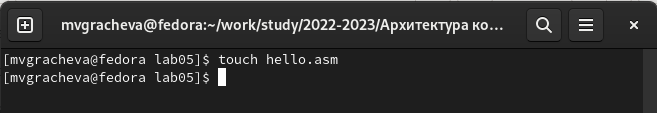 mvgracheva@fedora:~/work/study/2022-2023/Архитектура ко...
[mvgracheva@fedora lab05]$ touch hello.asm
[mvgracheva@fedora lab05]$